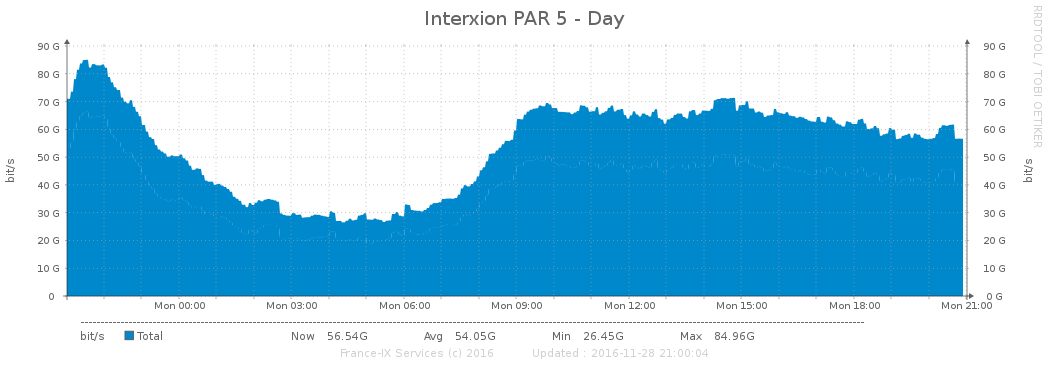 Interxion PAR 5 - Day
RRDTOOL / TOBI OETIKER
bit/s
90 G 90 G
80 G 80 G
70 G 70 G
60 G 60 G
50 G 50 G
40 G 40 G
30 G 30 G
20 G 20 G
10 G 10 G
0 0 G
bit/s
Mon 00:00 Mon 03:00 Mon 06:00 Mon 09:00 Mon 12:00 Mon 15:00 Mon 18:00 Mon 21:00
bit/s Total Now 56.54G Avg 54.05G Min 26.45G Max 84.96G
France-IX Services (c) 2016 Updated : 2016-11-28 21:00:04